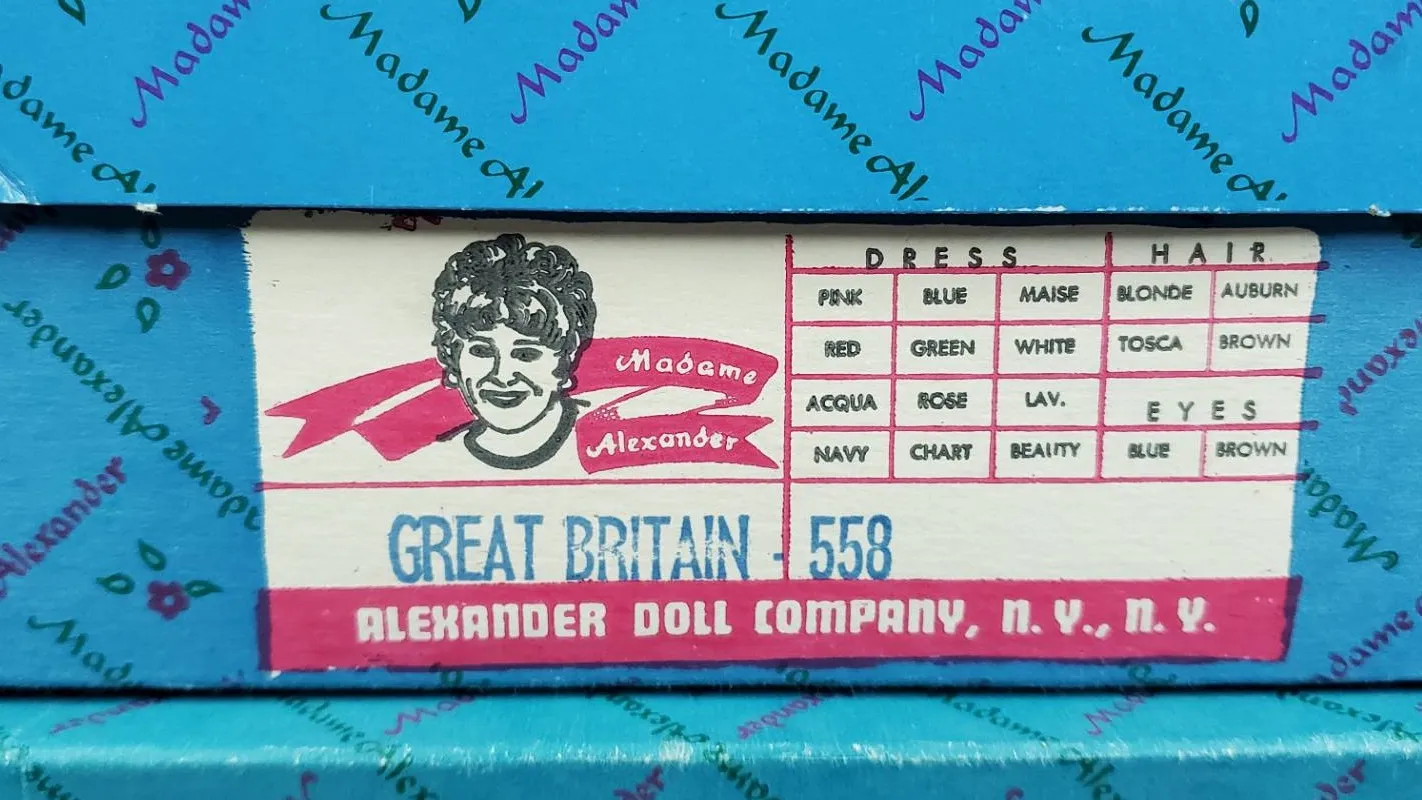 Madame
Alexander
DRESS HAIR
PINK BLUE MAISE BLONDE AUBURN
RED GREEN WHITE TOSCA BROWN
ACQUA ROSE LAV. EYES
NAVY CHART BEAUTY BLUE BROWN
GREAT BRITAIN - 558
ALEXANDER DOLL COMPANY, N.Y., N.Y.